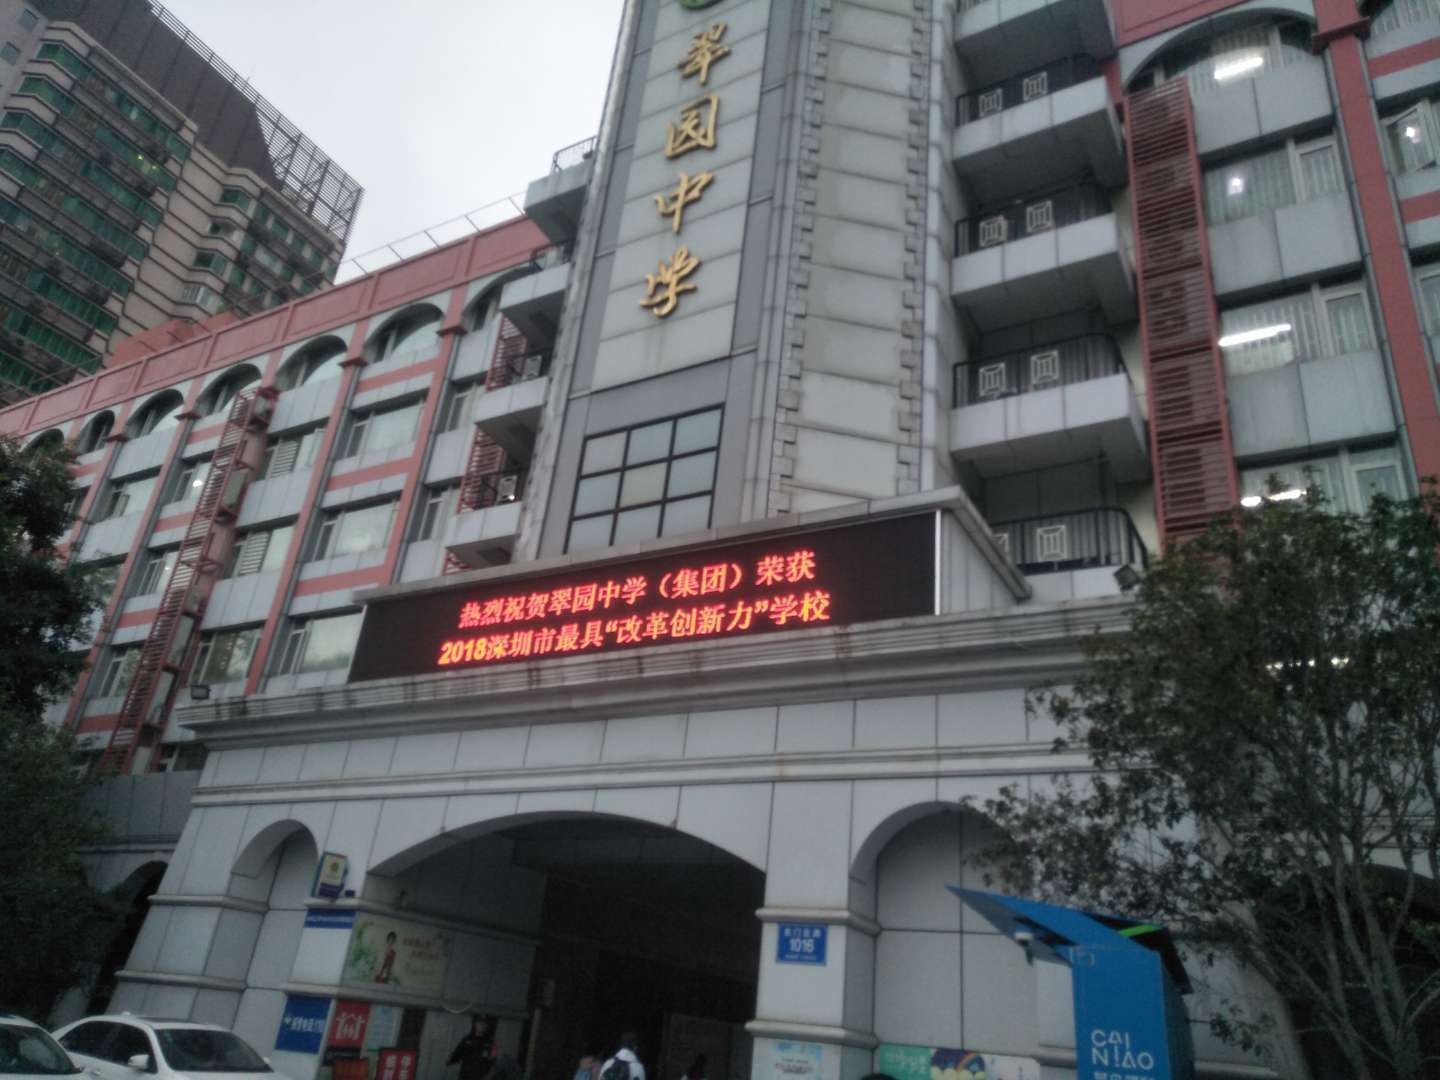 翠园中学
热烈祝贺翠园中学（集团）荣获
2018深圳市最具“改革创新力”学校
1016
CAI
NIAO